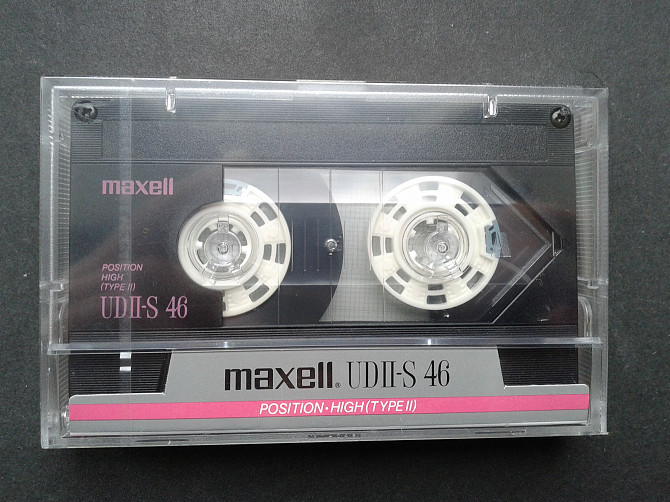 maxell
POSITION
HIGH
(TYPE II)
UDII-S 46
maxell® UDII-S 46
POSITION·HIGH(TYPE II)